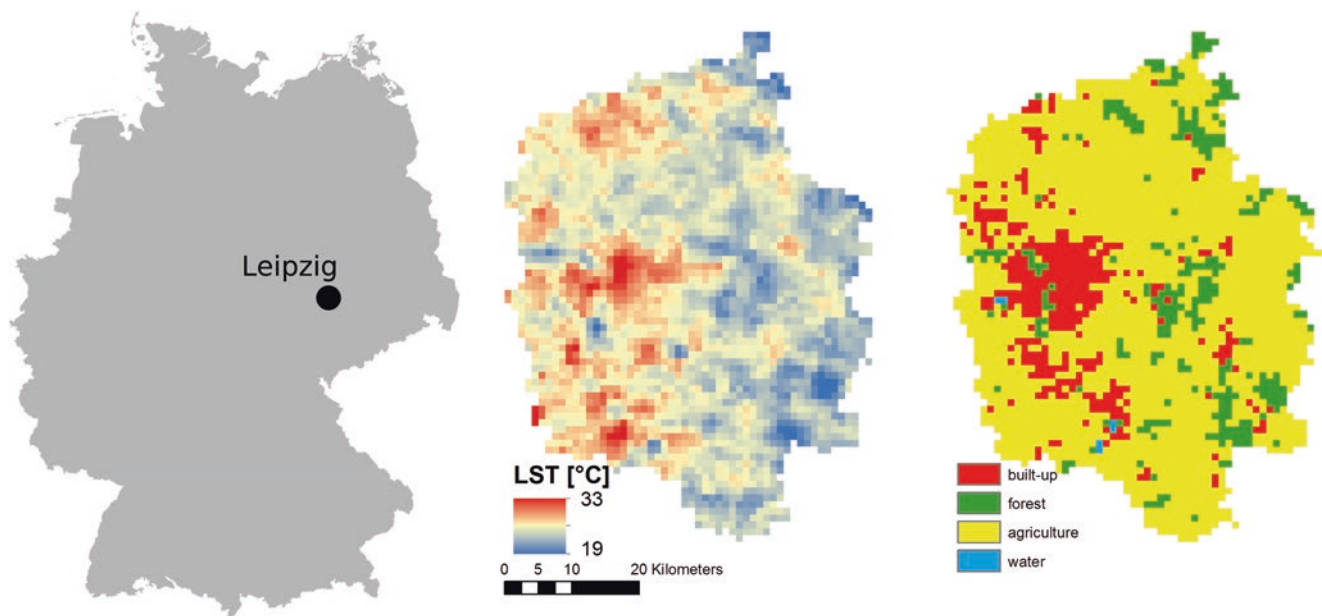 Leipzig
LST [°C]
33
19
0 5 10 20 Kilometers
built-up
forest
agriculture
water